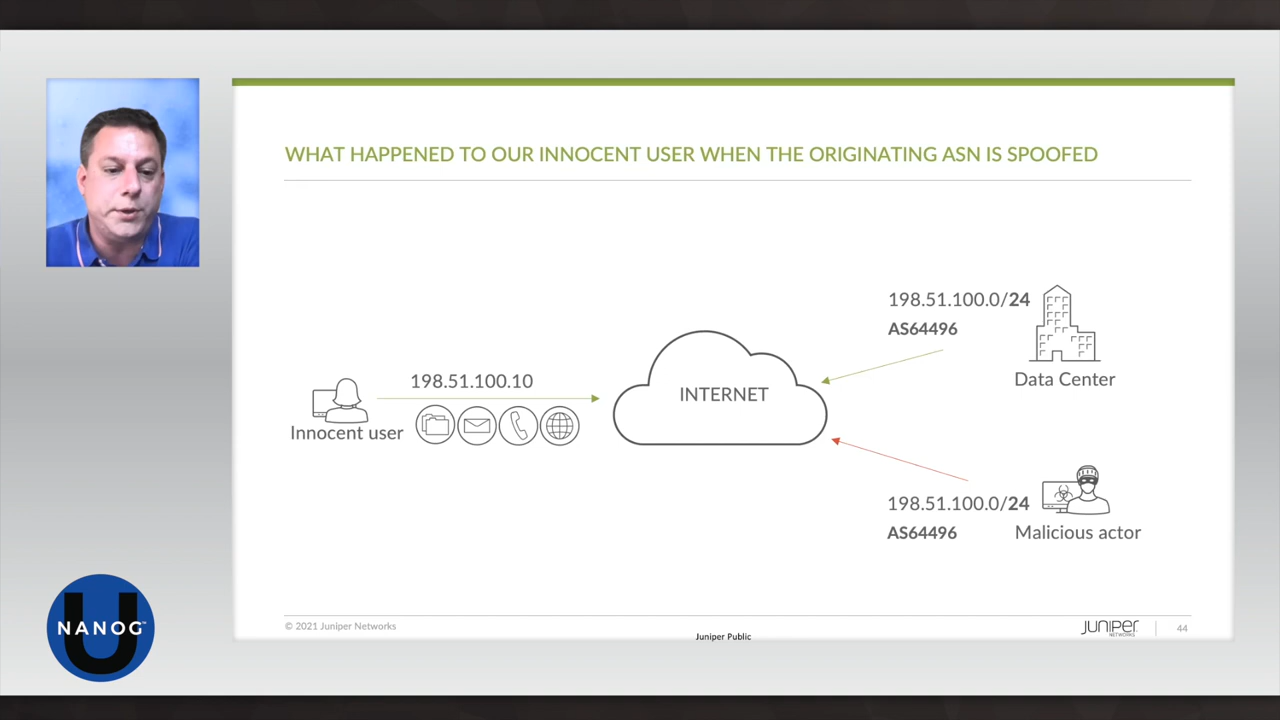 WHAT HAPPENED TO OUR INNOCENT USER WHEN THE ORIGINATING ASN IS SPOOFED
198.51.100.0/24
AS64496
Data Center
198.51.100.10
INTERNET
Innocent user
198.51.100.0/24
AS64496
Malicious actor
U
NANOG™
© 2021 Juniper Networks
Juniper Public
JUNIPER
NETWORKS
44